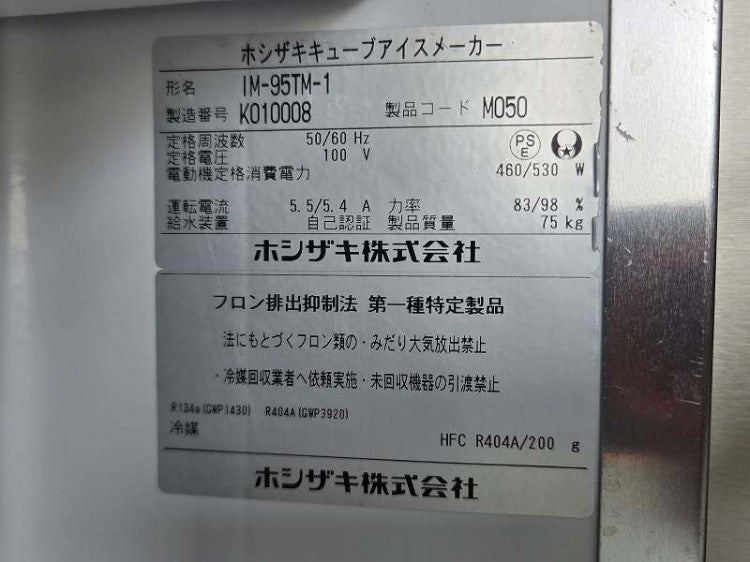 ホシザキキューブアイスメーカー
形名 IM-95TM-1
製造番号 K010008 製品コード M050
定格周波数 50/60 Hz
定格電圧 100 V
PS
E
電動機定格消費電力 460/530 W
運転電流 5.5/5.4 A 力率 83/98 %
給水装置 自己認証 製品質量 75 kg
ホシザキ株式会社
フロン排出抑制法 第一種特定製品
法にもとづくフロン類の・みだり大気放出禁止
・冷媒回収業者へ依頼実施・未回収機器の引渡禁止
R134a(GWP1430) R404A(GWP3920)
冷媒 HFC R404A/200 g
ホシザキ株式会社